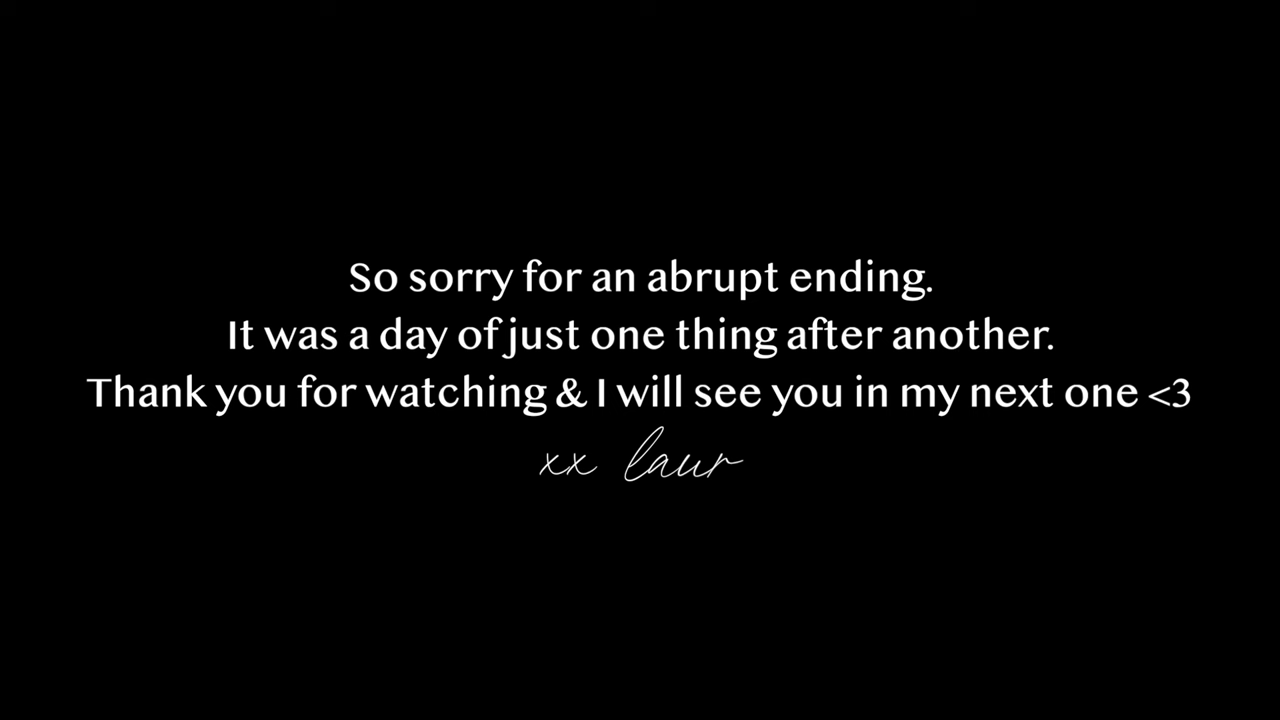 So sorry for an abrupt ending.
It was a day of just one thing after another.
Thank you for watching & I will see you in my next one <3
xx laur